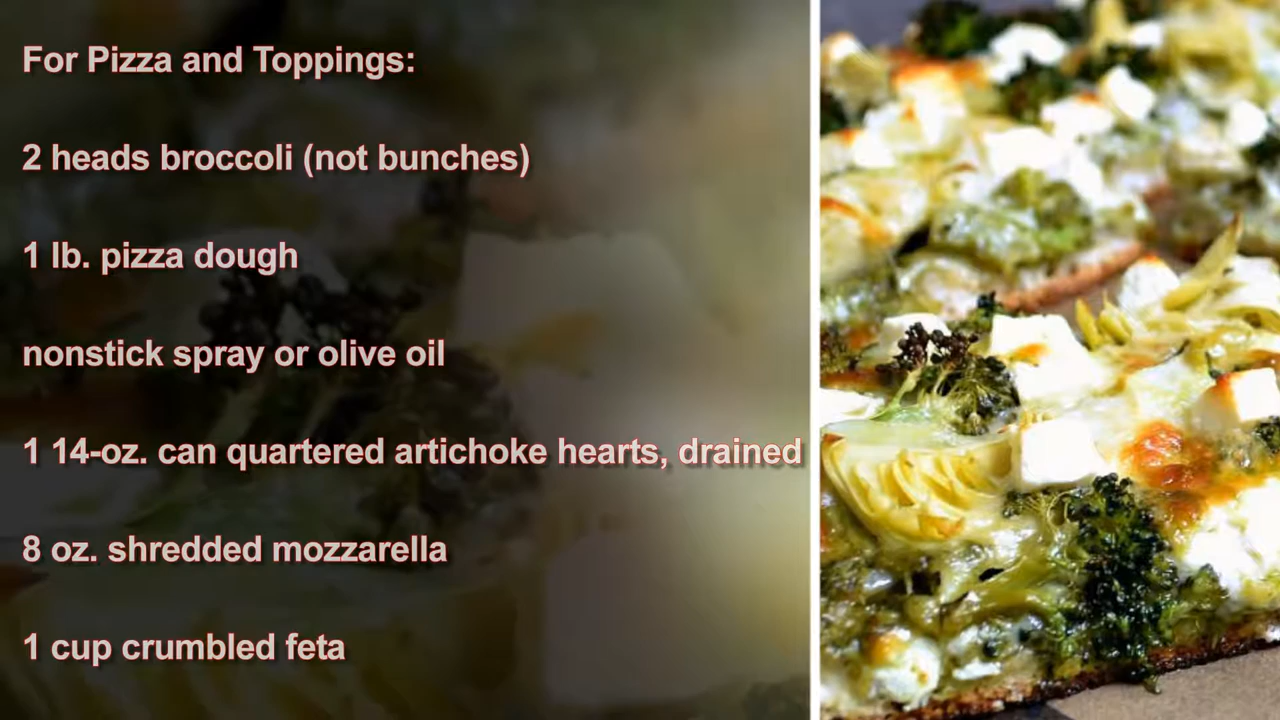 For Pizza and Toppings:
2 heads broccoli (not bunches)
1 lb. pizza dough
nonstick spray or olive oil
1 14-oz. can quartered artichoke hearts, drained
8 oz. shredded mozzarella
1 cup crumbled feta